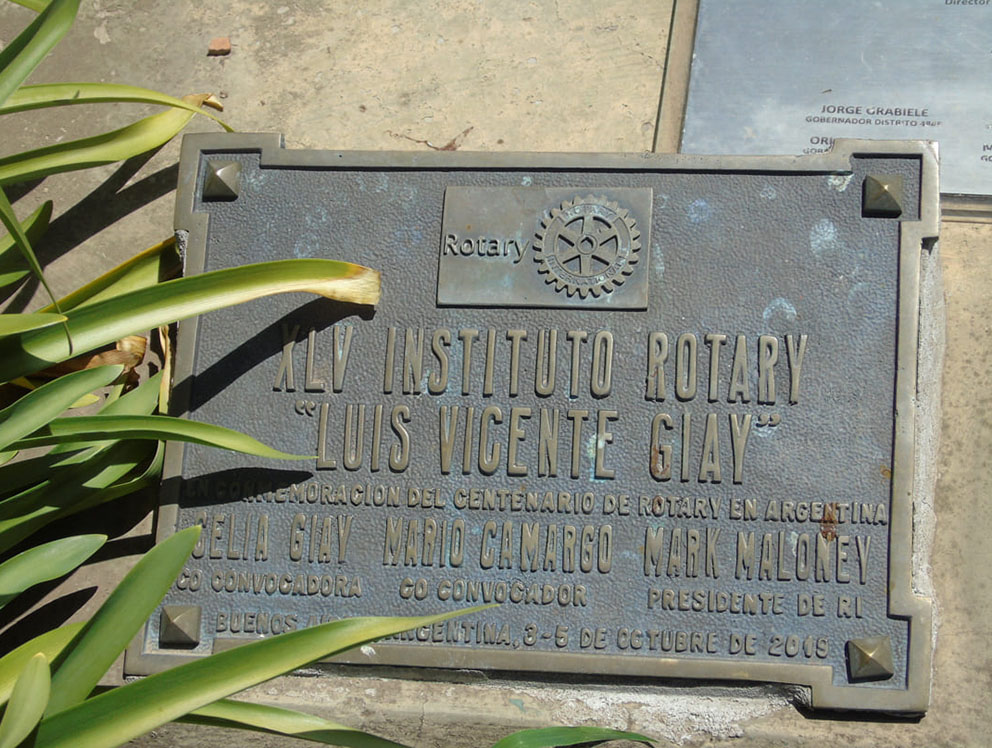 Director
JORGE GRABIELE
GOBERNADOR DISTRITO
Rotary
XLV INSTITUTO ROTARY
"LUIS VICENTE GIAY"
EN CONMEMORACION DEL CENTENARIO DE ROTARY EN ARGENTINA
CELIA GIAY MARIO CAMARGO MARK MALONEY
CO CONVOCADORA CO CONVOCADOR PRESIDENTE DE RI
BUENOS ARGENTINA, 3-5 DE OCTUBRE DE 2019